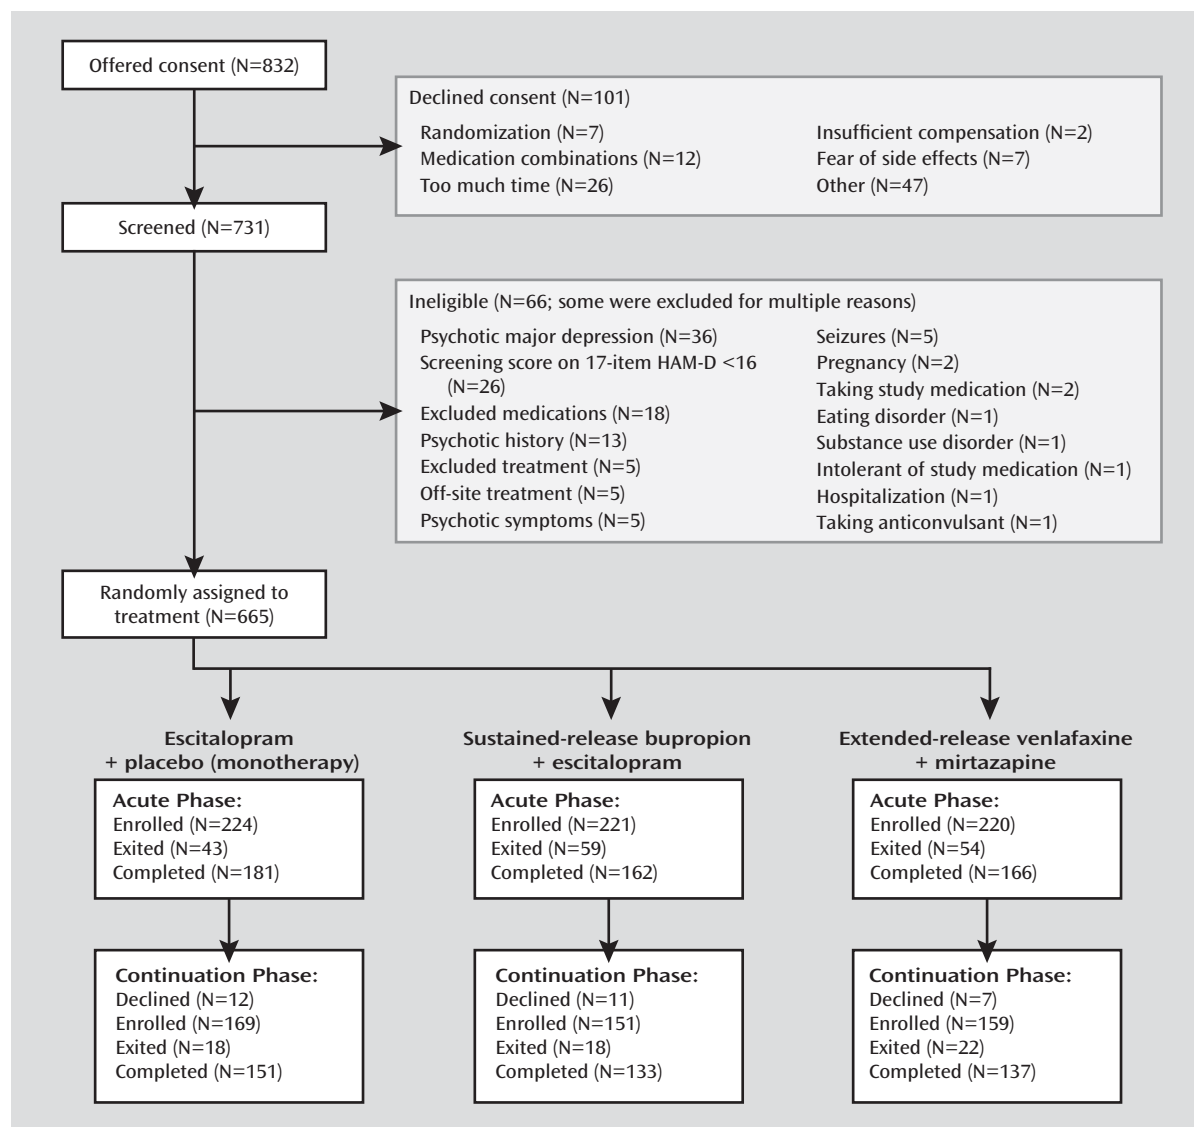 Offered consent (N=832)
Declined consent (N=101)
Randomization (N=7)
Medication combinations (N=12)
Too much time (N=26)
Insufficient compensation (N=2)
Fear of side effects (N=7)
Other (N=47)
Screened (N=731)
Ineligible (N=66; some were excluded for multiple reasons)
Psychotic major depression (N=36)
Screening score on 17-item HAM-D <16
(N=26)
Excluded medications (N=18)
Psychotic history (N=13)
Excluded treatment (N=5)
Off-site treatment (N=5)
Psychotic symptoms (N=5)
Seizures (N=5)
Pregnancy (N=2)
Taking study medication (N=2)
Eating disorder (N=1)
Substance use disorder (N=1)
Intolerant of study medication (N=1)
Hospitalization (N=1)
Taking anticonvulsant (N=1)
Randomly assigned to
treatment (N=665)
Escitalopram
+ placebo (monotherapy)
Acute Phase:
Enrolled (N=224)
Exited (N=43)
Completed (N=181)
Continuation Phase:
Declined (N=12)
Enrolled (N=169)
Exited (N=18)
Completed (N=151)
Sustained-release bupropion
+ escitalopram
Acute Phase:
Enrolled (N=221)
Exited (N=59)
Completed (N=162)
Continuation Phase:
Declined (N=11)
Enrolled (N=151)
Exited (N=18)
Completed (N=133)
Extended-release venlafaxine
+ mirtazapine
Acute Phase:
Enrolled (N=220)
Exited (N=54)
Completed (N=166)
Continuation Phase:
Declined (N=7)
Enrolled (N=159)
Exited (N=22)
Completed (N=137)